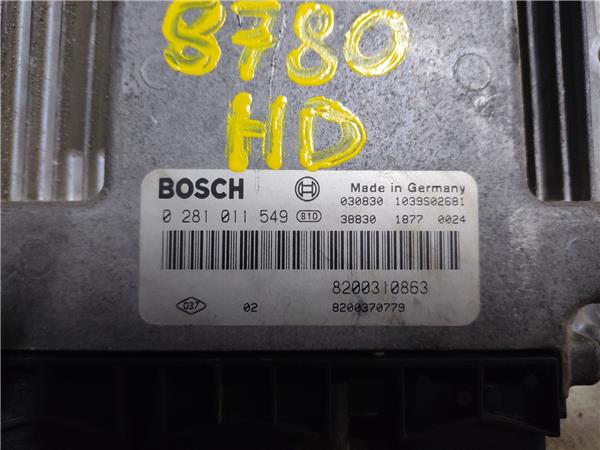 8780
HD
BOSCH Made in Germany
030830 1039S02681
0 281 011 549 810 38830 1877 0024
8200310863
037 02 8200370779